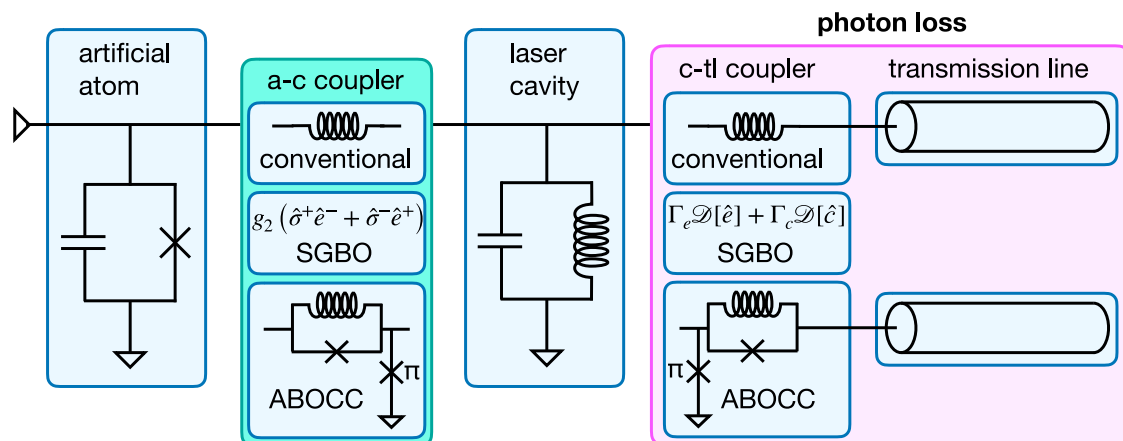 photon loss
artificial
atom
a-c coupler
conventional
g₂ (σ̂⁺ê⁻ + σ̂⁻ê⁺)
SGBO
π
ABOCC
laser
cavity
c-tl coupler
transmission line
conventional
Γₑ𝒟[ê] + Γ_c𝒟[ĉ]
SGBO
π
ABOCC